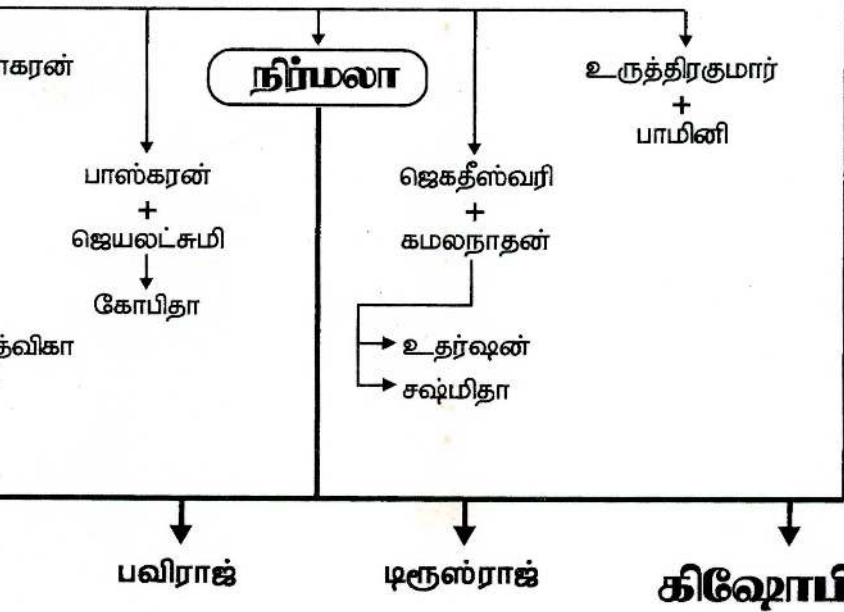 நிர்மலா
உருத்திரகுமார்
+
பாமினி
பாஸ்கரன்
+
ஜெயலட்சுமி
கோபிதா
ஜெகதீஸ்வரி
+
கமலநாதன்
உதர்ஷன்
சஷ்மிதா
பவிராஜ்
டிரூஸ்ராஜ்